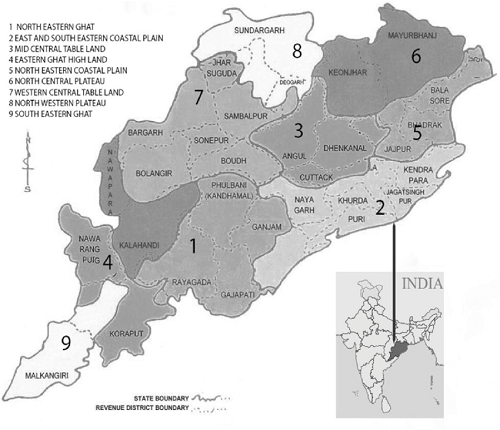 1 NORTH EASTERN GHAT
2 EAST AND SOUTH EASTERN COASTAL PLAIN
3 MID CENTRAL TABLE LAND
4 EASTERN GHAT HIGH LAND
5 NORTH EASTERN COASTAL PLAIN
6 NORTH CENTRAL PLATEAU
7 WESTERN CENTRAL TABLE LAND
8 NORTH WESTERN PLATEAU
9 SOUTH EASTERN GHAT
SUNDARGARH
8
DEOGARH
MAYURBHANJ
6
KEONJHAR
JHAR
SUGUDA
7
SAMBALPUR
BARGARH
SONEPUR
BOLANGIR
BOUDH
3
ANGUL
DHENKANAL
CUTTACK
BALA
SORE
BHADRAK
5
JAJPUR
KENDRA
PARA
JAGATSINGH
PUR
NAYA
GARH
KHURDA
PURI
2
NAWAPARA
PHULBANI
(KANDHAMAL)
GANJAM
KALAHANDI
1
NAWA
RANG
PUIG
4
RAYAGADA
GAJAPATI
KORAPUT
9
MALKANGIRI
INDIA
STATE BOUNDARY
REVENUE DISTRICT BOUNDARY